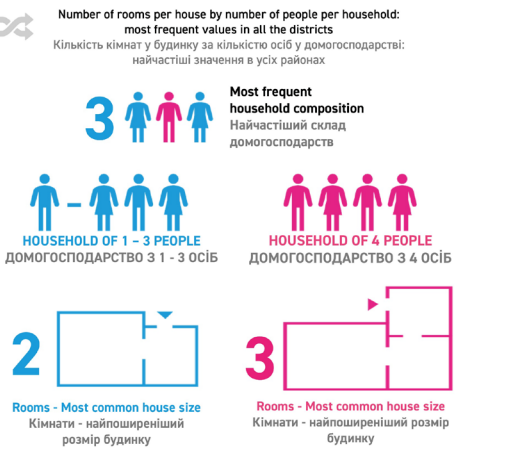 Number of rooms per house by number of people per household:
most frequent values in all the districts
Кількість кімнат у будинку за кількістю осіб у домогосподарстві:
найчастіші значення в усіх районах
3
Most frequent
household composition
Найчастіший склад
домогосподарств
HOUSEHOLD OF 1 – 3 PEOPLE
ДОМОГОСПОДАРСТВО З 1 - 3 ОСІБ
HOUSEHOLD OF 4 PEOPLE
ДОМОГОСПОДАРСТВО З 4 ОСІБ
2
Rooms - Most common house size
Кімнати - найпоширеніший
розмір будинку
3
Rooms - Most common house size
Кімнати - найпоширеніший розмір
будинку